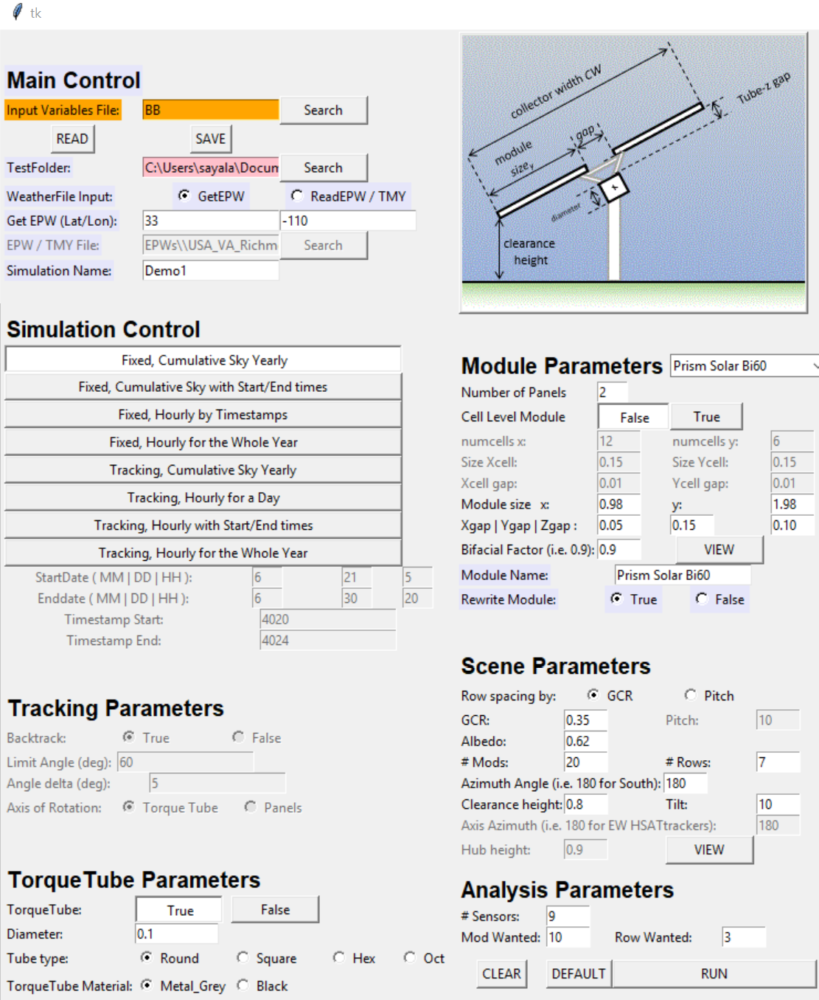 tk
Main Control
Input Variables File: BB Search
READ SAVE
TestFolder: C:\Users\sayala\Docum Search
WeatherFile Input: GetEPW ReadEPW / TMY
Get EPW (Lat/Lon): 33 -110
EPW / TMY File: EPWs\\USA_VA_Richm Search
Simulation Name: Demo1
collector width CW
Tube-z gap
gap
module
size_y
diameter
clearance
height
Simulation Control
Fixed, Cumulative Sky Yearly
Fixed, Cumulative Sky with Start/End times
Fixed, Hourly by Timestamps
Fixed, Hourly for the Whole Year
Tracking, Cumulative Sky Yearly
Tracking, Hourly for a Day
Tracking, Hourly with Start/End times
Tracking, Hourly for the Whole Year
StartDate ( MM | DD | HH ): 6 21 5
Enddate ( MM | DD | HH ): 6 30 20
Timestamp Start: 4020
Timestamp End: 4024
Tracking Parameters
Backtrack: True False
Limit Angle (deg): 60
Angle delta (deg): 5
Axis of Rotation: Torque Tube Panels
TorqueTube Parameters
TorqueTube: True False
Diameter: 0.1
Tube type: Round Square Hex Oct
TorqueTube Material: Metal_Grey Black
Module Parameters Prism Solar Bi60
Number of Panels 2
Cell Level Module False True
numcells x: 12 numcells y: 6
Size Xcell: 0.15 Size Ycell: 0.15
Xcell gap: 0.01 Ycell gap: 0.01
Module size x: 0.98 y: 1.98
Xgap | Ygap | Zgap : 0.05 0.15 0.10
Bifacial Factor (i.e. 0.9): 0.9 VIEW
Module Name: Prism Solar Bi60
Rewrite Module: True False
Scene Parameters
Row spacing by: GCR Pitch
GCR: 0.35 Pitch: 10
Albedo: 0.62
# Mods: 20 # Rows: 7
Azimuth Angle (i.e. 180 for South): 180
Clearance height: 0.8 Tilt: 10
Axis Azimuth (i.e. 180 for EW HSATtrackers): 180
Hub height: 0.9 VIEW
Analysis Parameters
# Sensors: 9
Mod Wanted: 10 Row Wanted: 3
CLEAR DEFAULT RUN